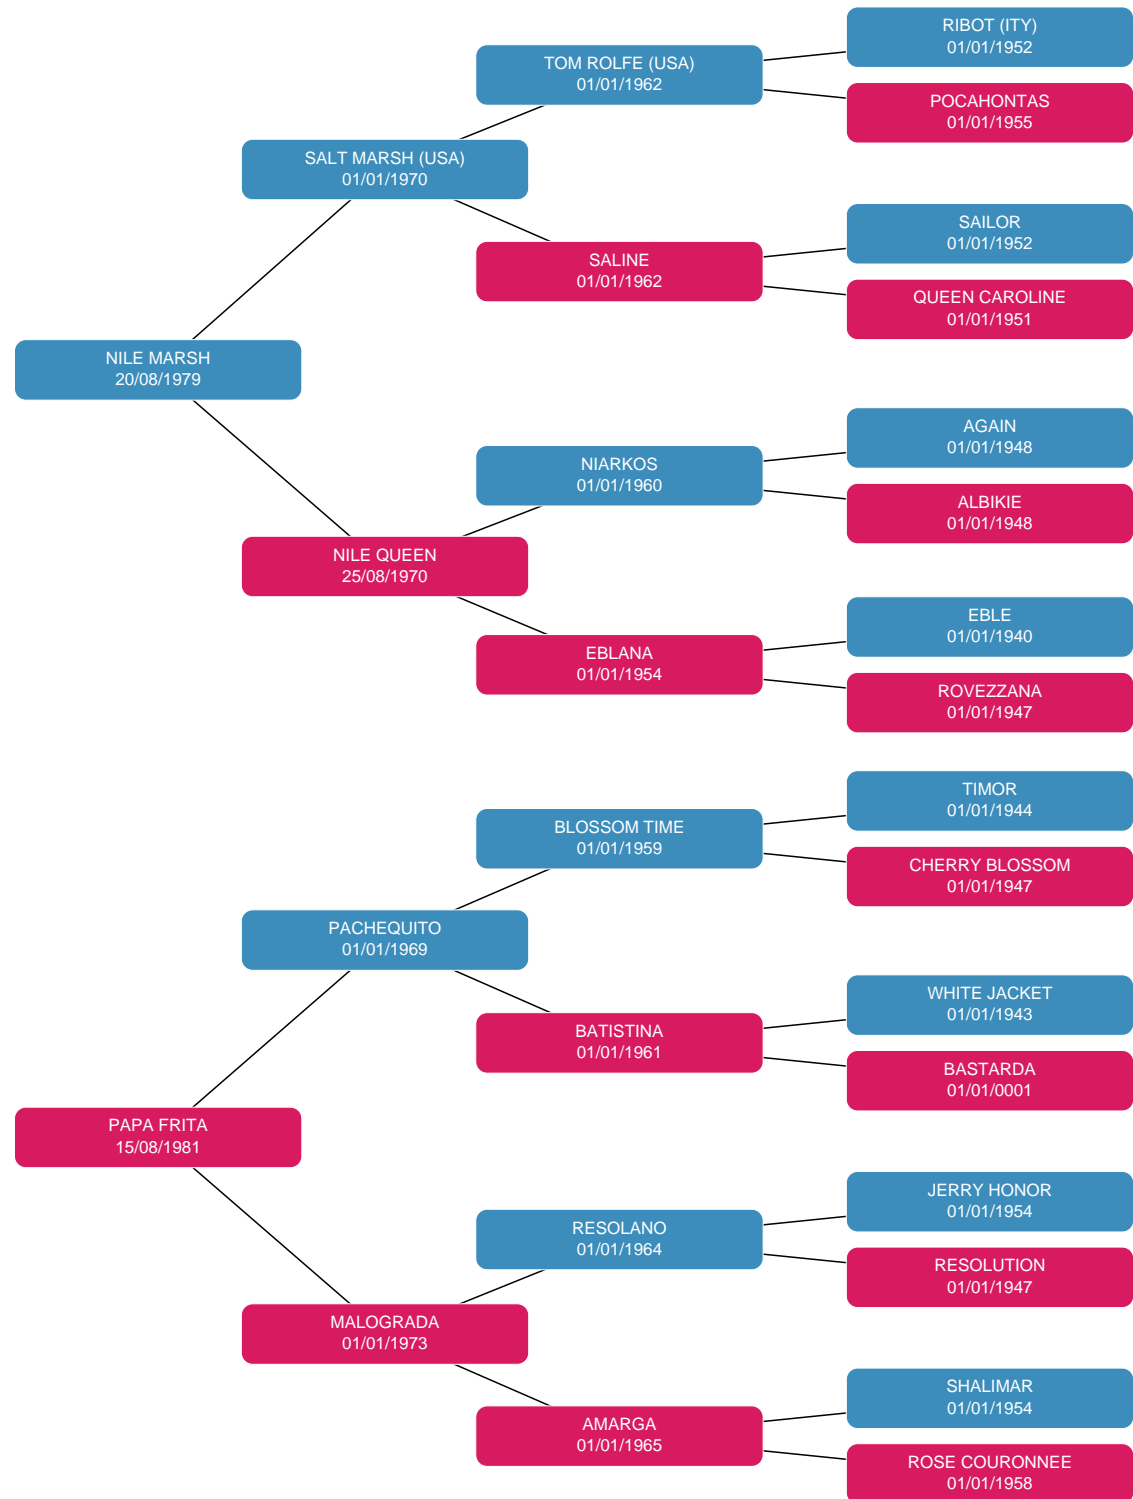 RIBOT (ITY)
01/01/1952
TOM ROLFE (USA)
01/01/1962
POCAHONTAS
01/01/1955
SALT MARSH (USA)
01/01/1970
SAILOR
01/01/1952
SALINE
01/01/1962
QUEEN CAROLINE
01/01/1951
NILE MARSH
20/08/1979
AGAIN
01/01/1948
NIARKOS
01/01/1960
ALBIKIE
01/01/1948
NILE QUEEN
25/08/1970
EBLE
01/01/1940
EBLANA
01/01/1954
ROVEZZANA
01/01/1947
TIMOR
01/01/1944
BLOSSOM TIME
01/01/1959
CHERRY BLOSSOM
01/01/1947
PACHEQUITO
01/01/1969
WHITE JACKET
01/01/1943
BATISTINA
01/01/1961
BASTARDA
01/01/0001
PAPA FRITA
15/08/1981
JERRY HONOR
01/01/1954
RESOLANO
01/01/1964
RESOLUTION
01/01/1947
MALOGRADA
01/01/1973
SHALIMAR
01/01/1954
AMARGA
01/01/1965
ROSE COURONNEE
01/01/1958